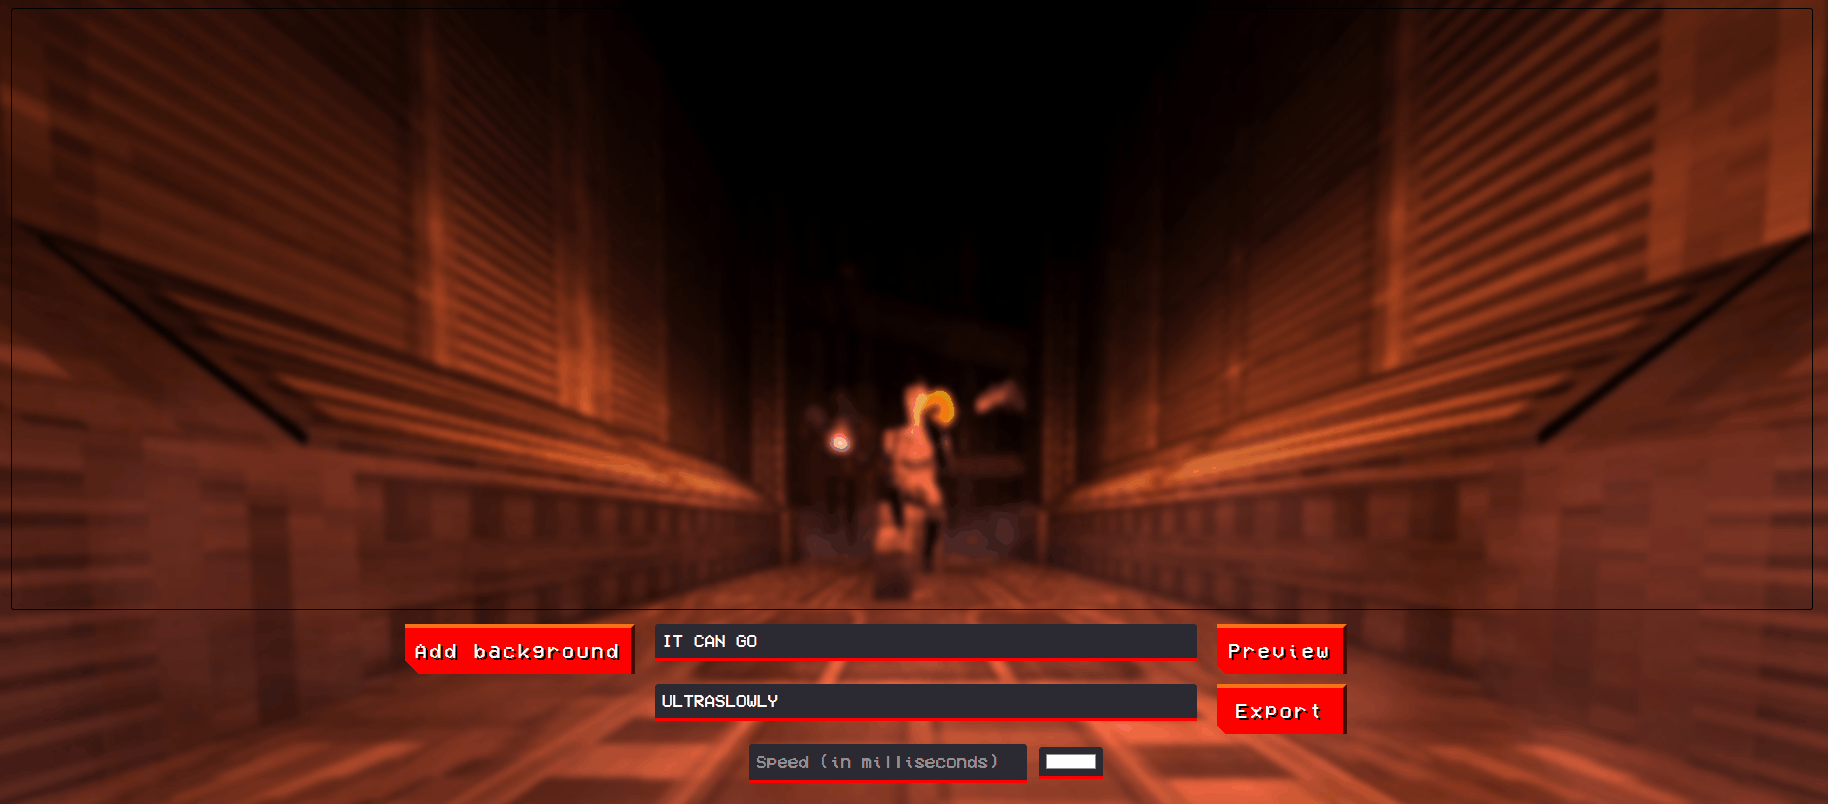 Add background
IT CAN GO
Preview
ULTRASLOWLY
Export
Speed (in milliseconds)